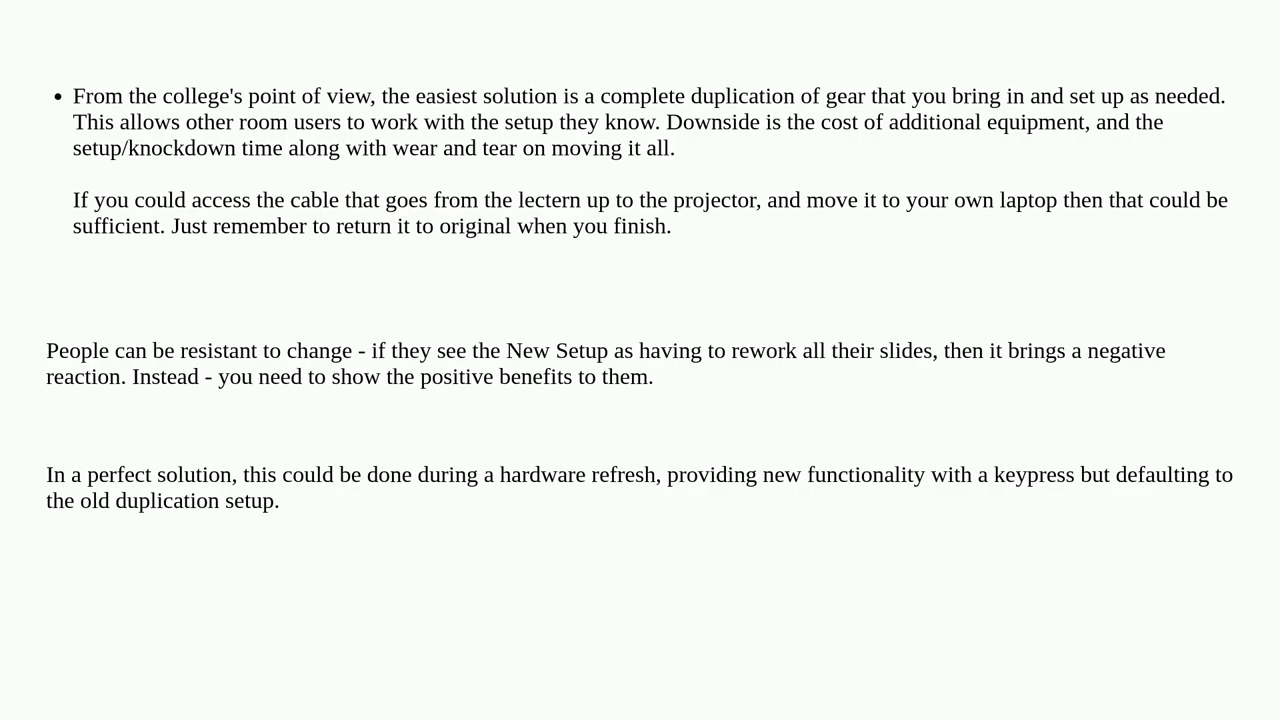 • From the college's point of view, the easiest solution is a complete duplication of gear that you bring in and set up as needed.
This allows other room users to work with the setup they know. Downside is the cost of additional equipment, and the
setup/knockdown time along with wear and tear on moving it all.
If you could access the cable that goes from the lectern up to the projector, and move it to your own laptop then that could be
sufficient. Just remember to return it to original when you finish.
People can be resistant to change - if they see the New Setup as having to rework all their slides, then it brings a negative
reaction. Instead - you need to show the positive benefits to them.
In a perfect solution, this could be done during a hardware refresh, providing new functionality with a keypress but defaulting to
the old duplication setup.